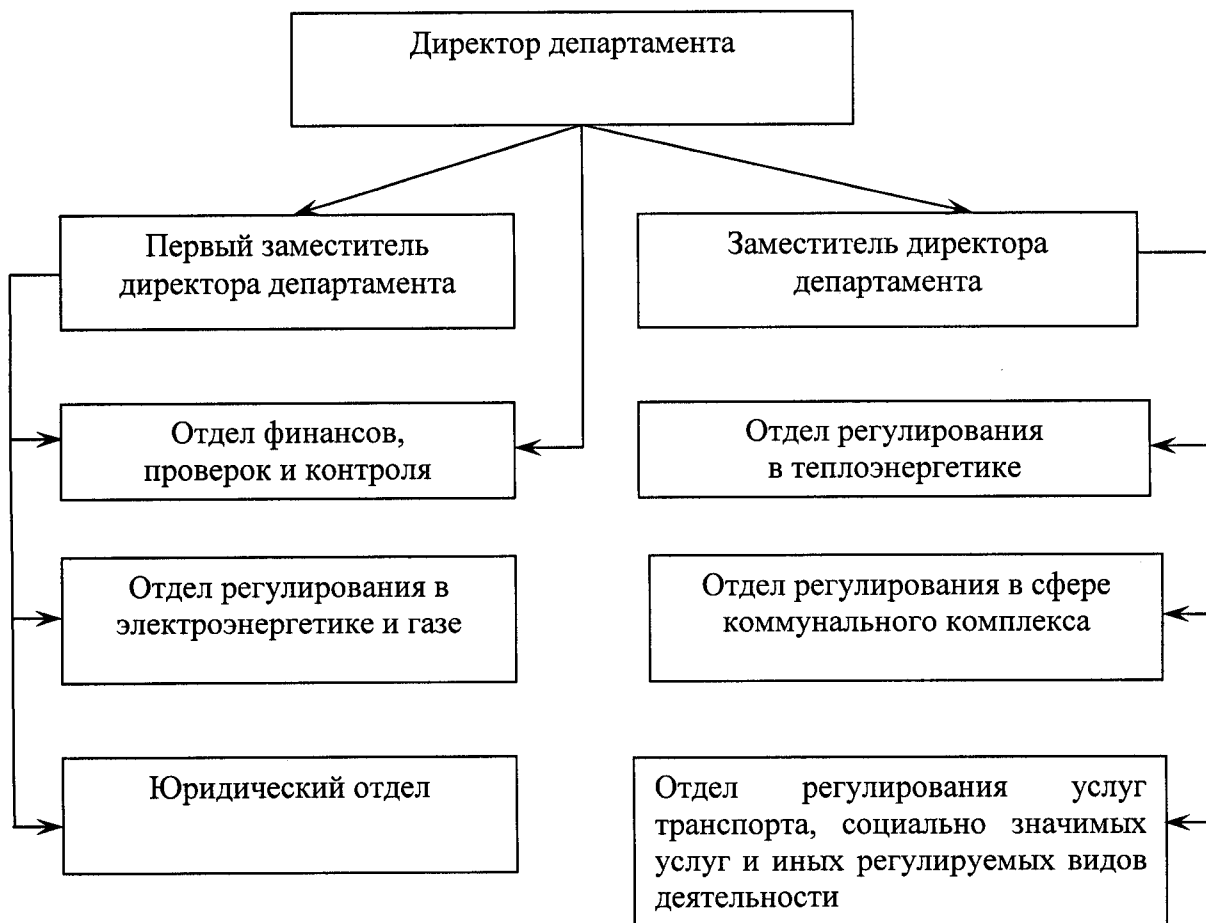 Директор департамента
Первый заместитель
директора департамента
Заместитель директора
департамента
Отдел финансов,
проверок и контроля
Отдел регулирования
в теплоэнергетике
Отдел регулирования в
электроэнергетике и газе
Отдел регулирования в сфере
коммунального комплекса
Юридический отдел
Отдел регулирования услуг
транспорта, социально значимых
услуг и иных регулируемых видов
деятельности